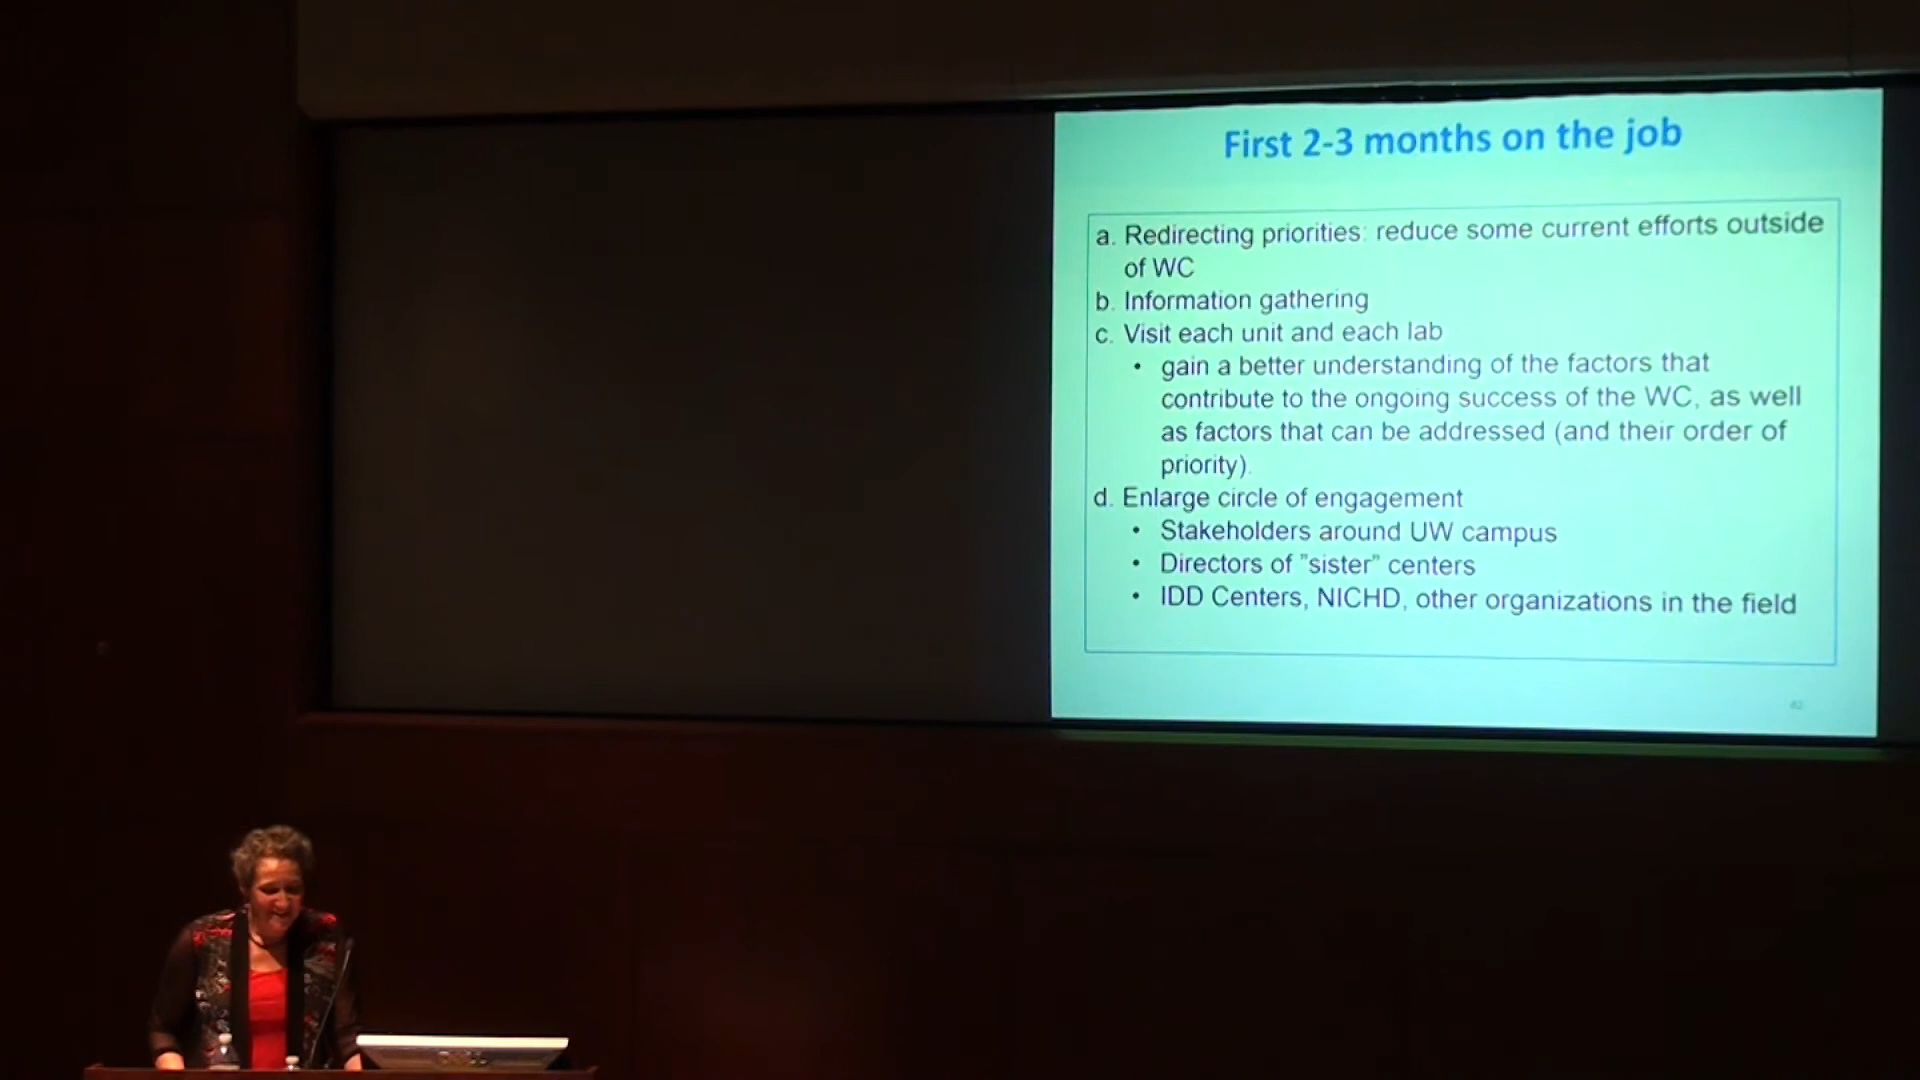 First 2-3 months on the job
a. Redirecting priorities: reduce some current efforts outside
of WC
b. Information gathering
c. Visit each unit and each lab
• gain a better understanding of the factors that
contribute to the ongoing success of the WC, as well
as factors that can be addressed (and their order of
priority).
d. Enlarge circle of engagement
• Stakeholders around UW campus
• Directors of "sister" centers
• IDD Centers, NICHD, other organizations in the field